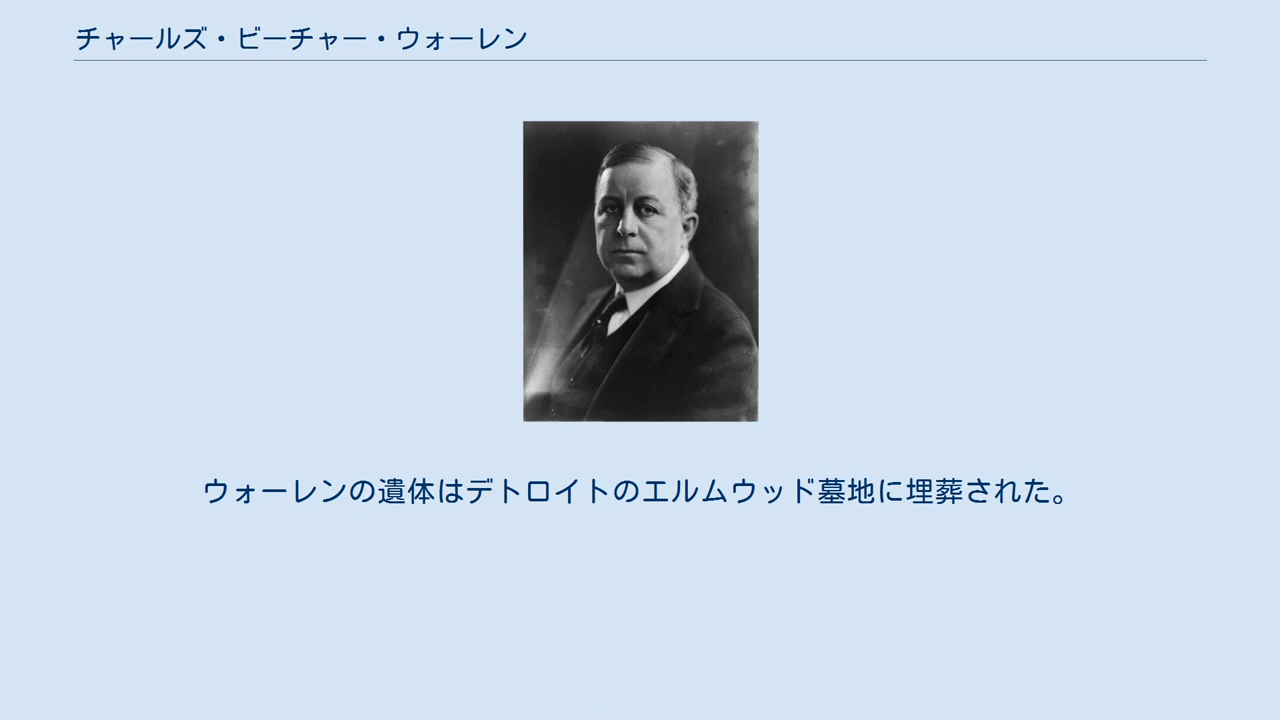 チャールズ・ビーチャー・ウォーレン
ウォーレンの遺体はデトロイトのエルムウッド墓地に埋葬された。